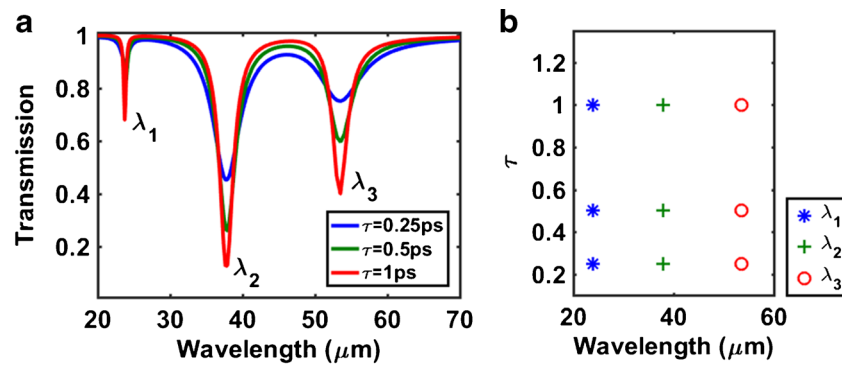 a
Transmission
1
0.8
0.6
0.4
0.2
λ1
λ2
λ3
τ=0.25ps
τ=0.5ps
τ=1ps
20 30 40 50 60 70
Wavelength (μm)
b
τ
1.2
1
0.8
0.6
0.4
0.2
20 40 60
Wavelength (μm)
λ1
λ2
λ3